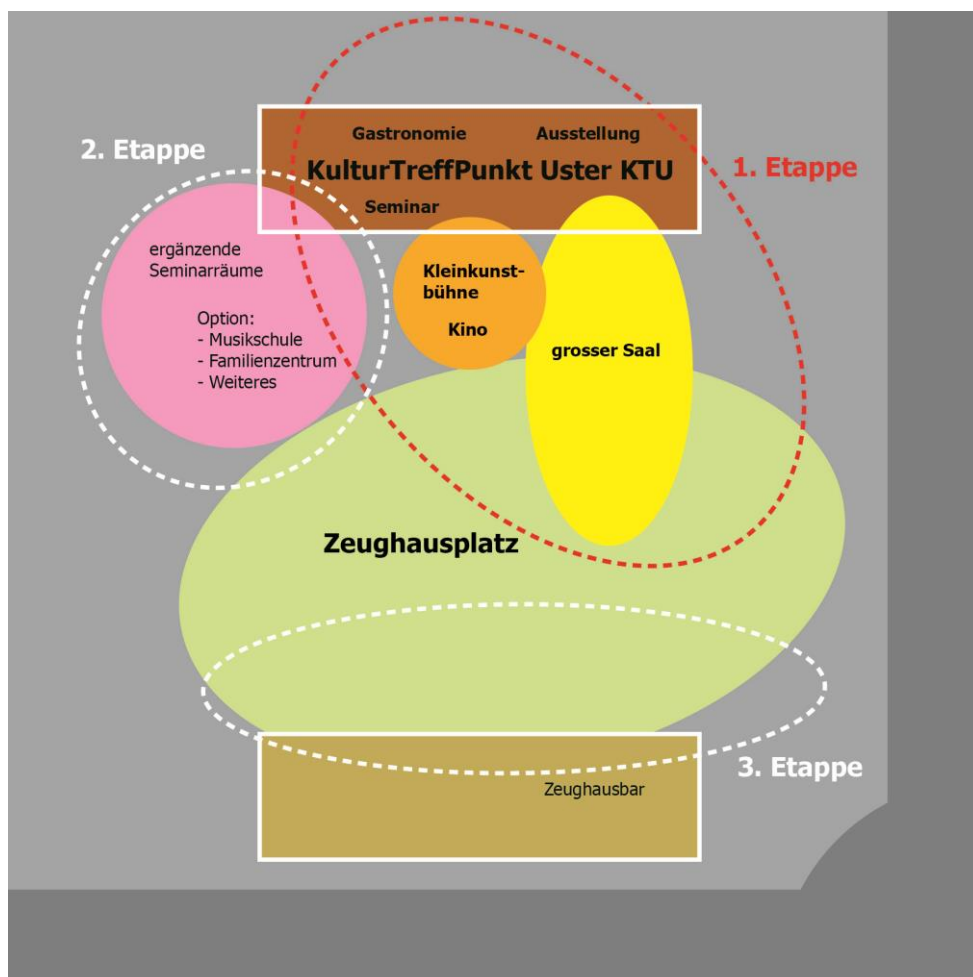 Gastronomie
Ausstellung
2. Etappe
KulturTreffPunkt Uster KTU
1. Etappe
Seminar
ergänzende
Seminarräume
Option:
- Musikschule
- Familienzentrum
- Weiteres
Kleinkunst-
bühne
Kino
grosser Saal
Zeughausplatz
3. Etappe
Zeughausbar